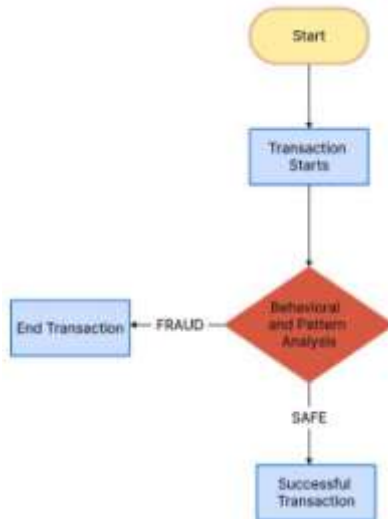 Start
Transaction
Starts
Behavioral
and Pattern
Analysis
End Transaction
FRAUD
SAFE
Successful
Transaction